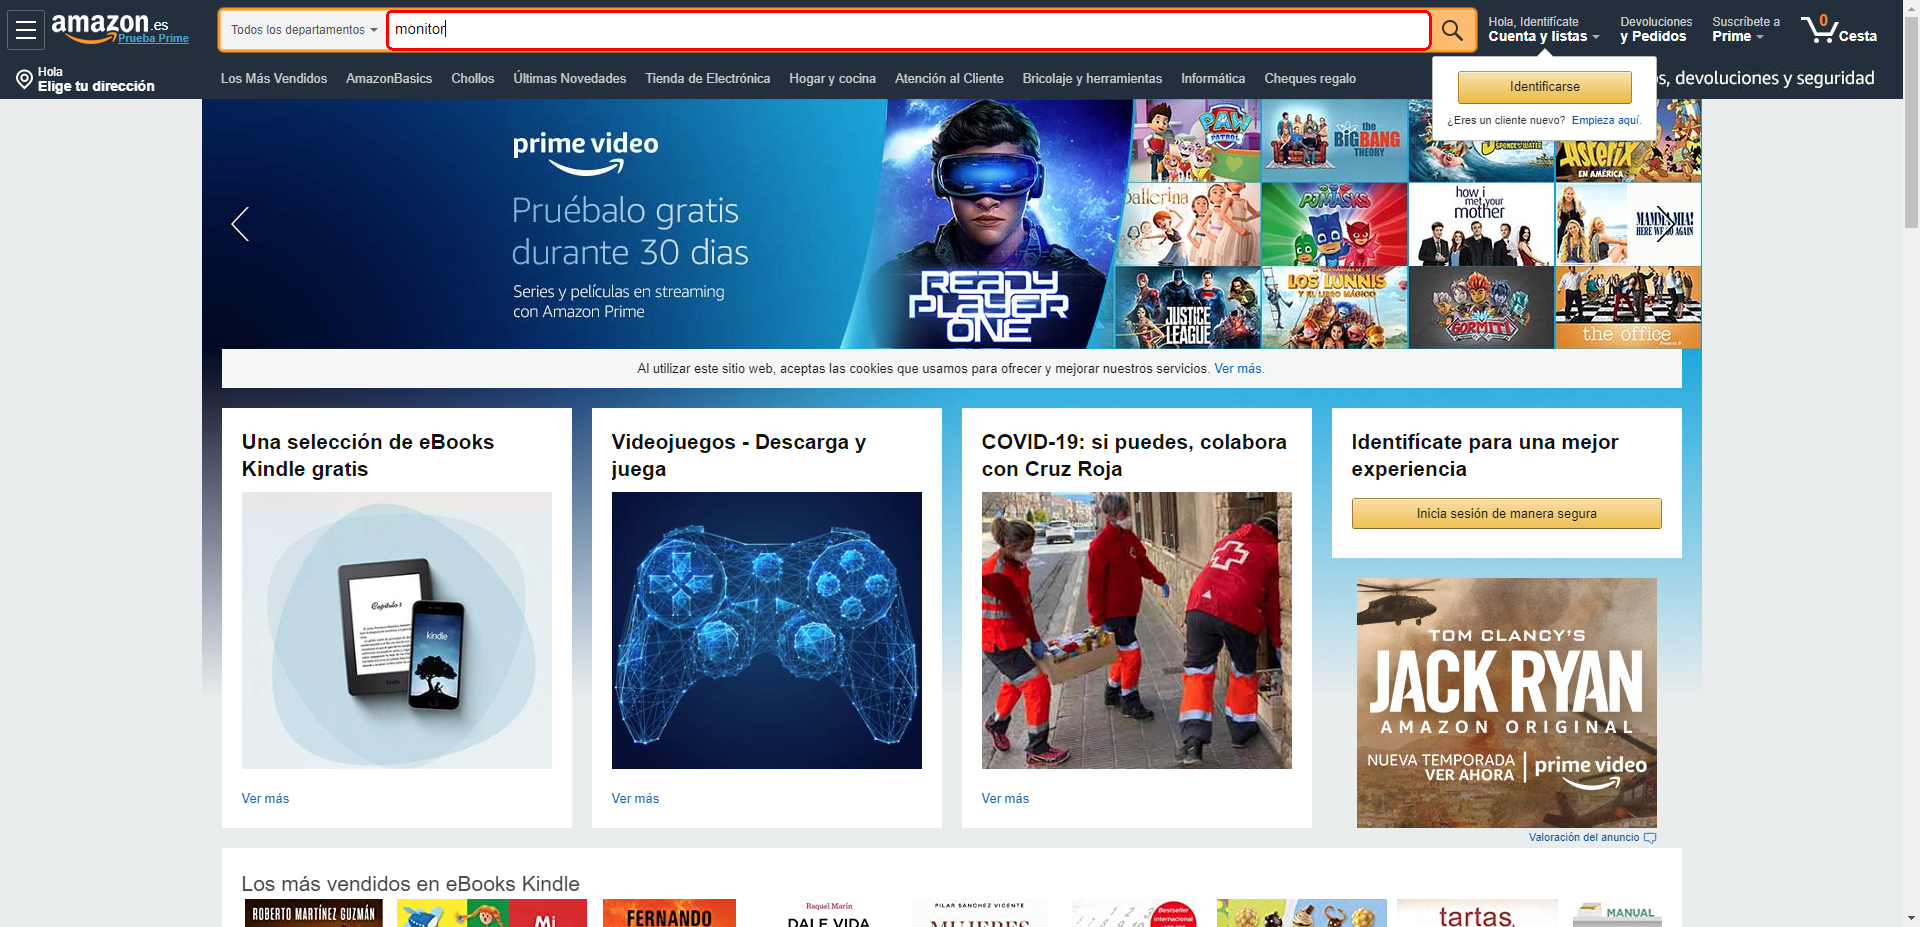 amazon.es
Prueba Prime
Todos los departamentos
monitor
Hola, Identifícate
Cuenta y listas
Devoluciones
y Pedidos
Suscríbete a
Prime
0
Cesta
Hola
Elige tu dirección
Los Más Vendidos
AmazonBasics
Chollos
Últimas Novedades
Tienda de Electrónica
Hogar y cocina
Atención al Cliente
Bricolaje y herramientas
Informática
Cheques regalo
s, devoluciones y seguridad
Identificarse
¿Eres un cliente nuevo? Empieza aquí.
prime video
Pruébalo gratis
durante 30 dias
Series y películas en streaming
con Amazon Prime
READY
PLAYER
ONE
PAW
PATROL
the
BIGBANG
THEORY
SPONGE WATER
Asterix
EN AMÉRICA
ballerina
PJMASKS
how i
met your
mother
MAMMA MIA!
HERE WE GO AGAIN
JUSTICE
LEAGUE
LOS LUNNIS
Y EL LIBRO MÁGICO
GORMITI
the office
Al utilizar este sitio web, aceptas las cookies que usamos para ofrecer y mejorar nuestros servicios. Ver más.
Una selección de eBooks
Kindle gratis
Capítulo 1
kindle
kindle
Ver más
Videojuegos - Descarga y
juega
Ver más
COVID-19: si puedes, colabora
con Cruz Roja
Ver más
Identifícate para una mejor
experiencia
Inicia sesión de manera segura
TOM CLANCY'S
JACK RYAN
AMAZON ORIGINAL
NUEVA TEMPORADA
VER AHORA
prime video
Valoración del anuncio
Los más vendidos en eBooks Kindle
ROBERTO MARTÍNEZ GUZMÁN
Mi
FERNANDO
Raquel Marín
DALE VIDA
PILAR SÁNCHEZ VICENTE
MUJERES
Bestseller
internacional
tartas,
MANUAL